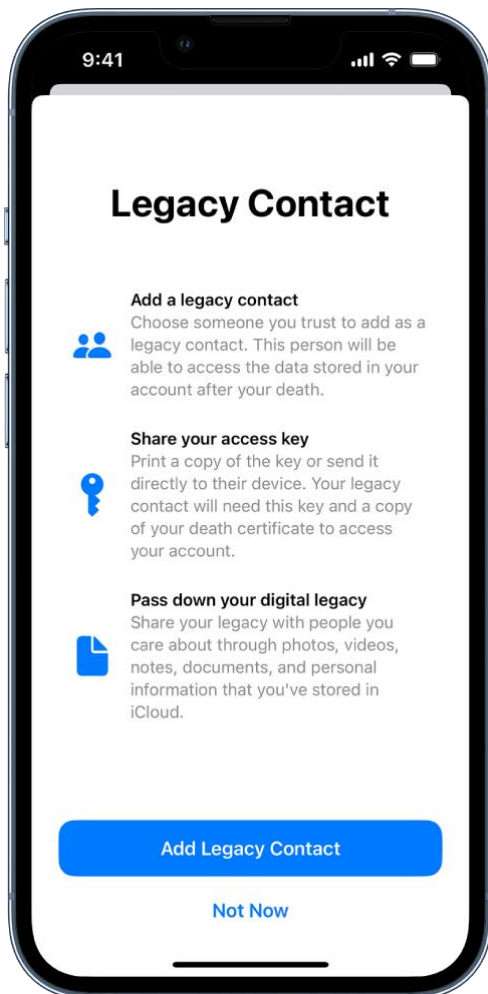 9:41
Legacy Contact
Add a legacy contact
Choose someone you trust to add as a
legacy contact. This person will be
able to access the data stored in your
account after your death.
Share your access key
Print a copy of the key or send it
directly to their device. Your legacy
contact will need this key and a copy
of your death certificate to access
your account.
Pass down your digital legacy
Share your legacy with people you
care about through photos, videos,
notes, documents, and personal
information that you've stored in
iCloud.
Add Legacy Contact
Not Now